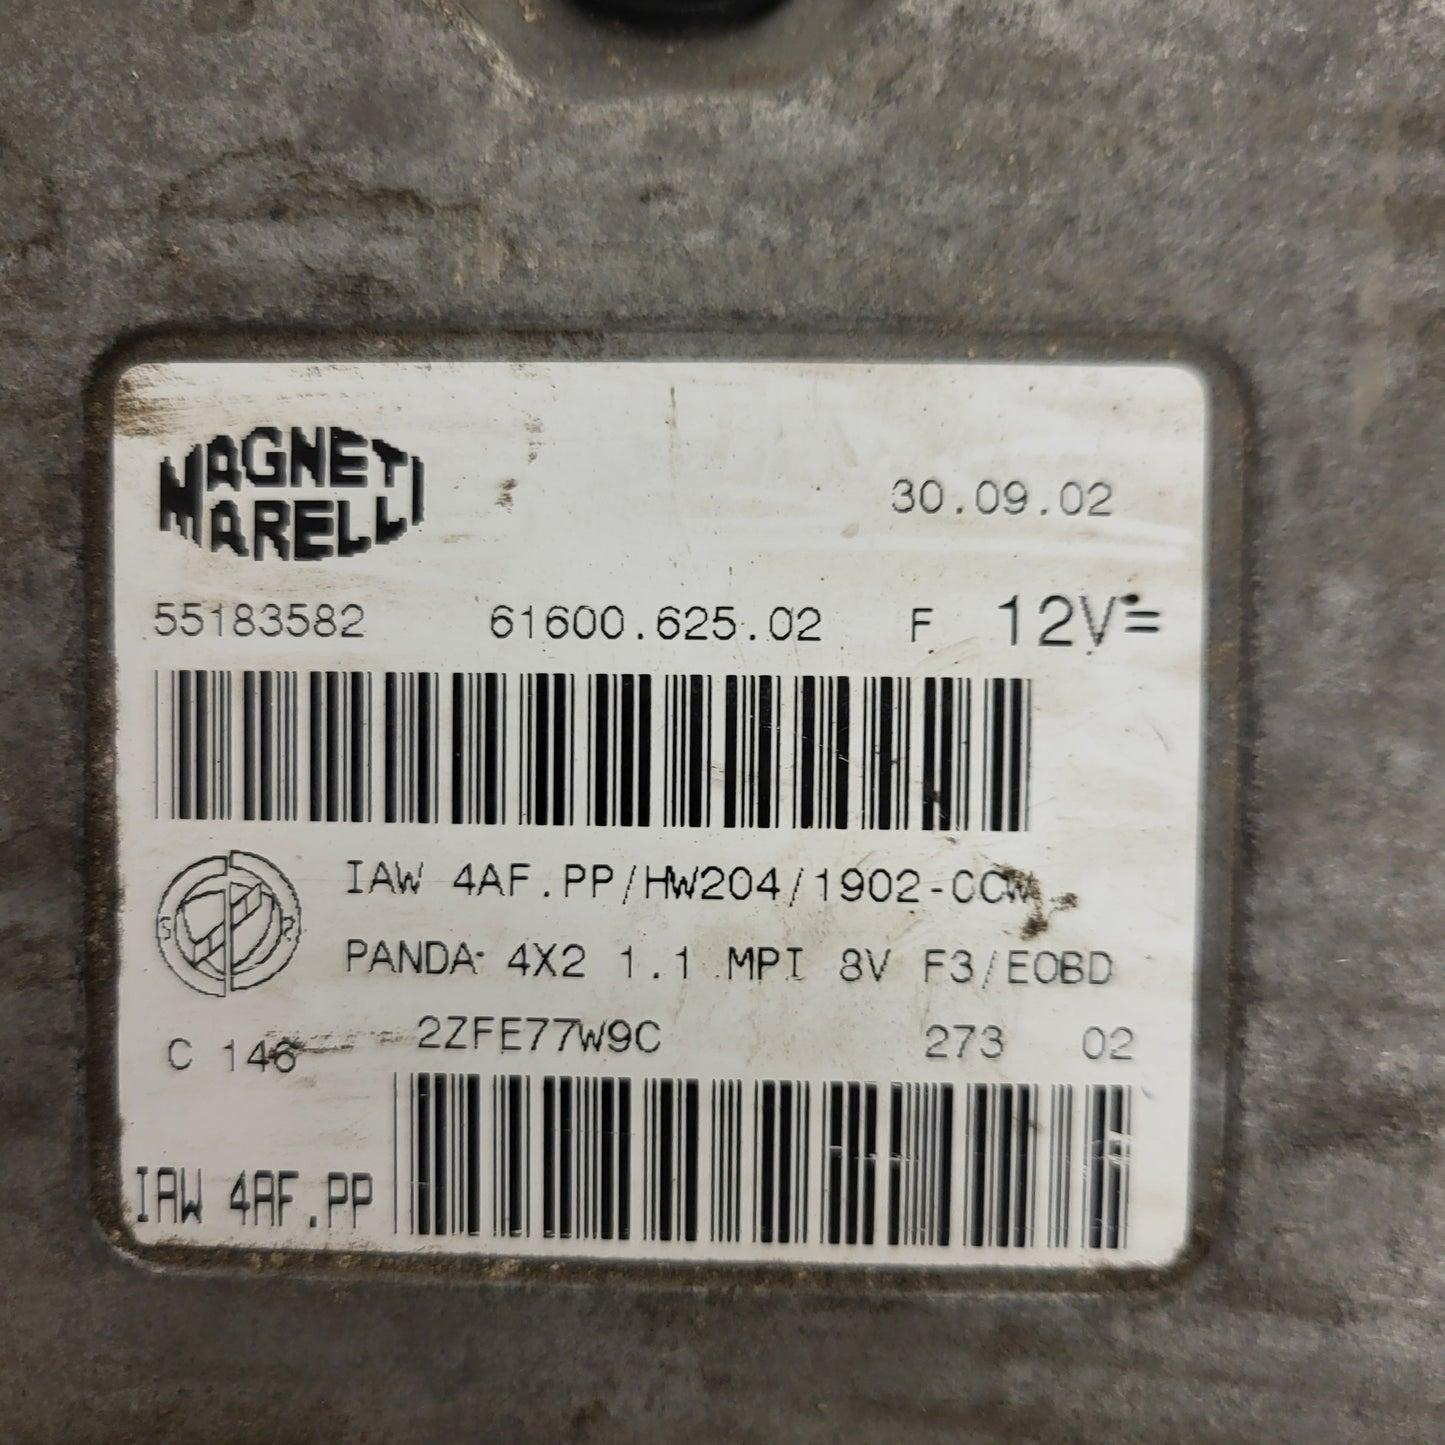 MAGNETI
MARELLI
30.09.02
55183582 61600.625.02 F 12V=
IAW 4AF.PP/HW204/1902-CCW
S R
PANDA 4X2 1.1 MPI 8V F3/EOBD
C 146 2ZFE77W9C 273 02
IAW 4AF.PP